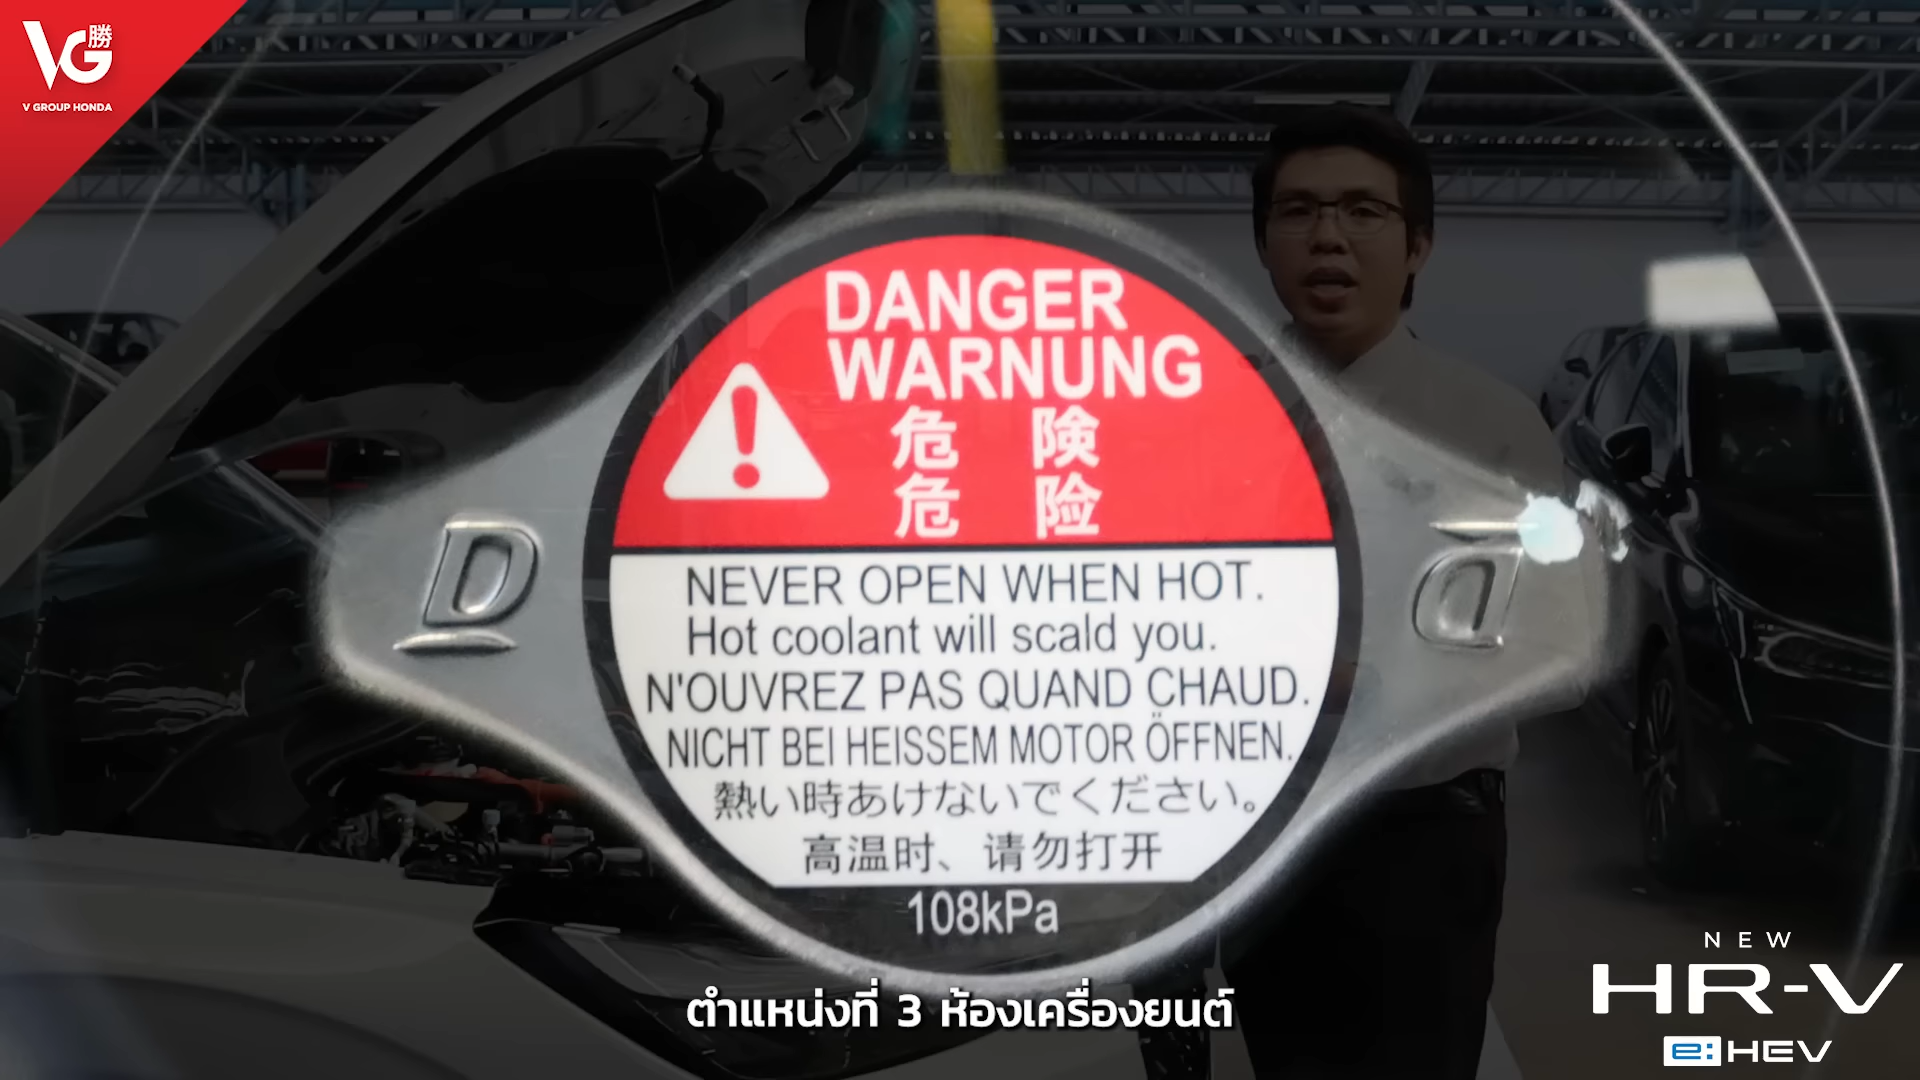 VG勝
V GROUP HONDA
DANGER
WARNUNG
危 険
危 险
D
D
NEVER OPEN WHEN HOT.
Hot coolant will scald you.
N'OUVREZ PAS QUAND CHAUD.
NICHT BEI HEISSEM MOTOR ÖFFNEN.
熱い時あけないでください。
高温时、请勿打开
108kPa
ตำแหน่งที่ 3 ห้องเครื่องยนต์
NEW
HR-V
e:HEV